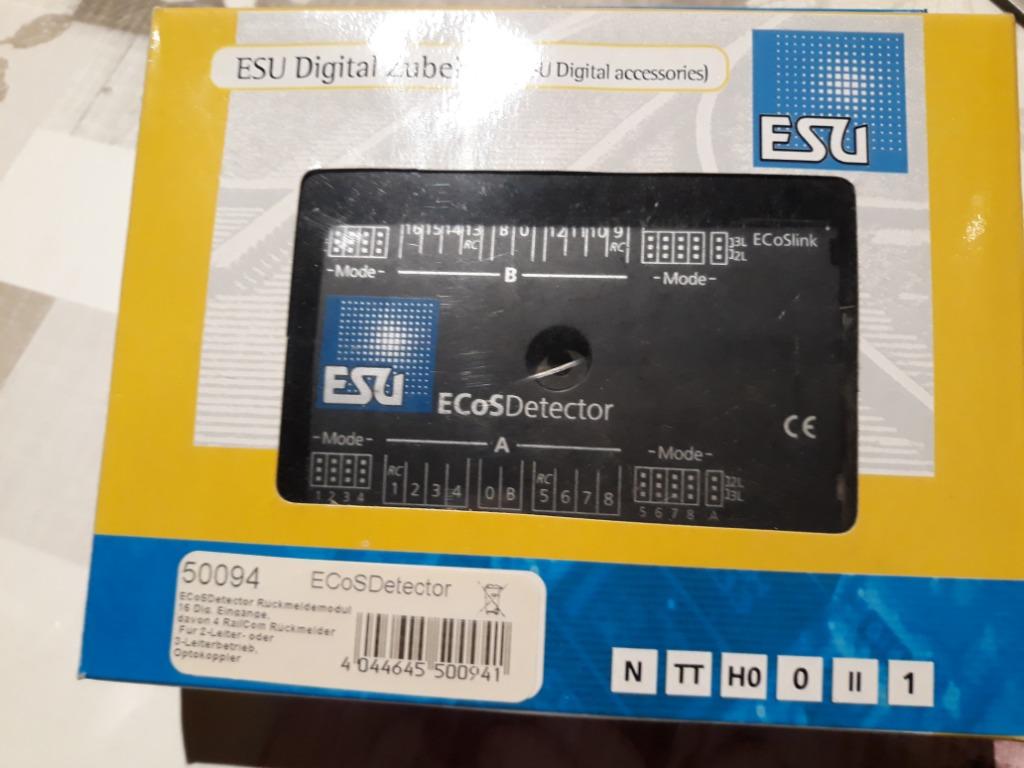 ESU Digital Digital accessories)
ESU
16 15 14 13 B 0 12 11 10 9
RC RC
3L
2L
ECoSlink
-Mode- B -Mode-
ESU
ECoSDetector
CE
-Mode- A -Mode-
RC RC
1 2 3 4 0 B 5 6 7 8
2L
3L
1 2 3 4 5 6 7 8 A
50094 ECoSDetector
ECoSDetector Rückmeldemodul
16 Dig. Eingänge,
davon 4 RailCom Rückmelder
Für 2-Leiter- oder
3-Leiterbetrieb,
Optokoppler
4 044645 500941
N TT H0 0 II 1